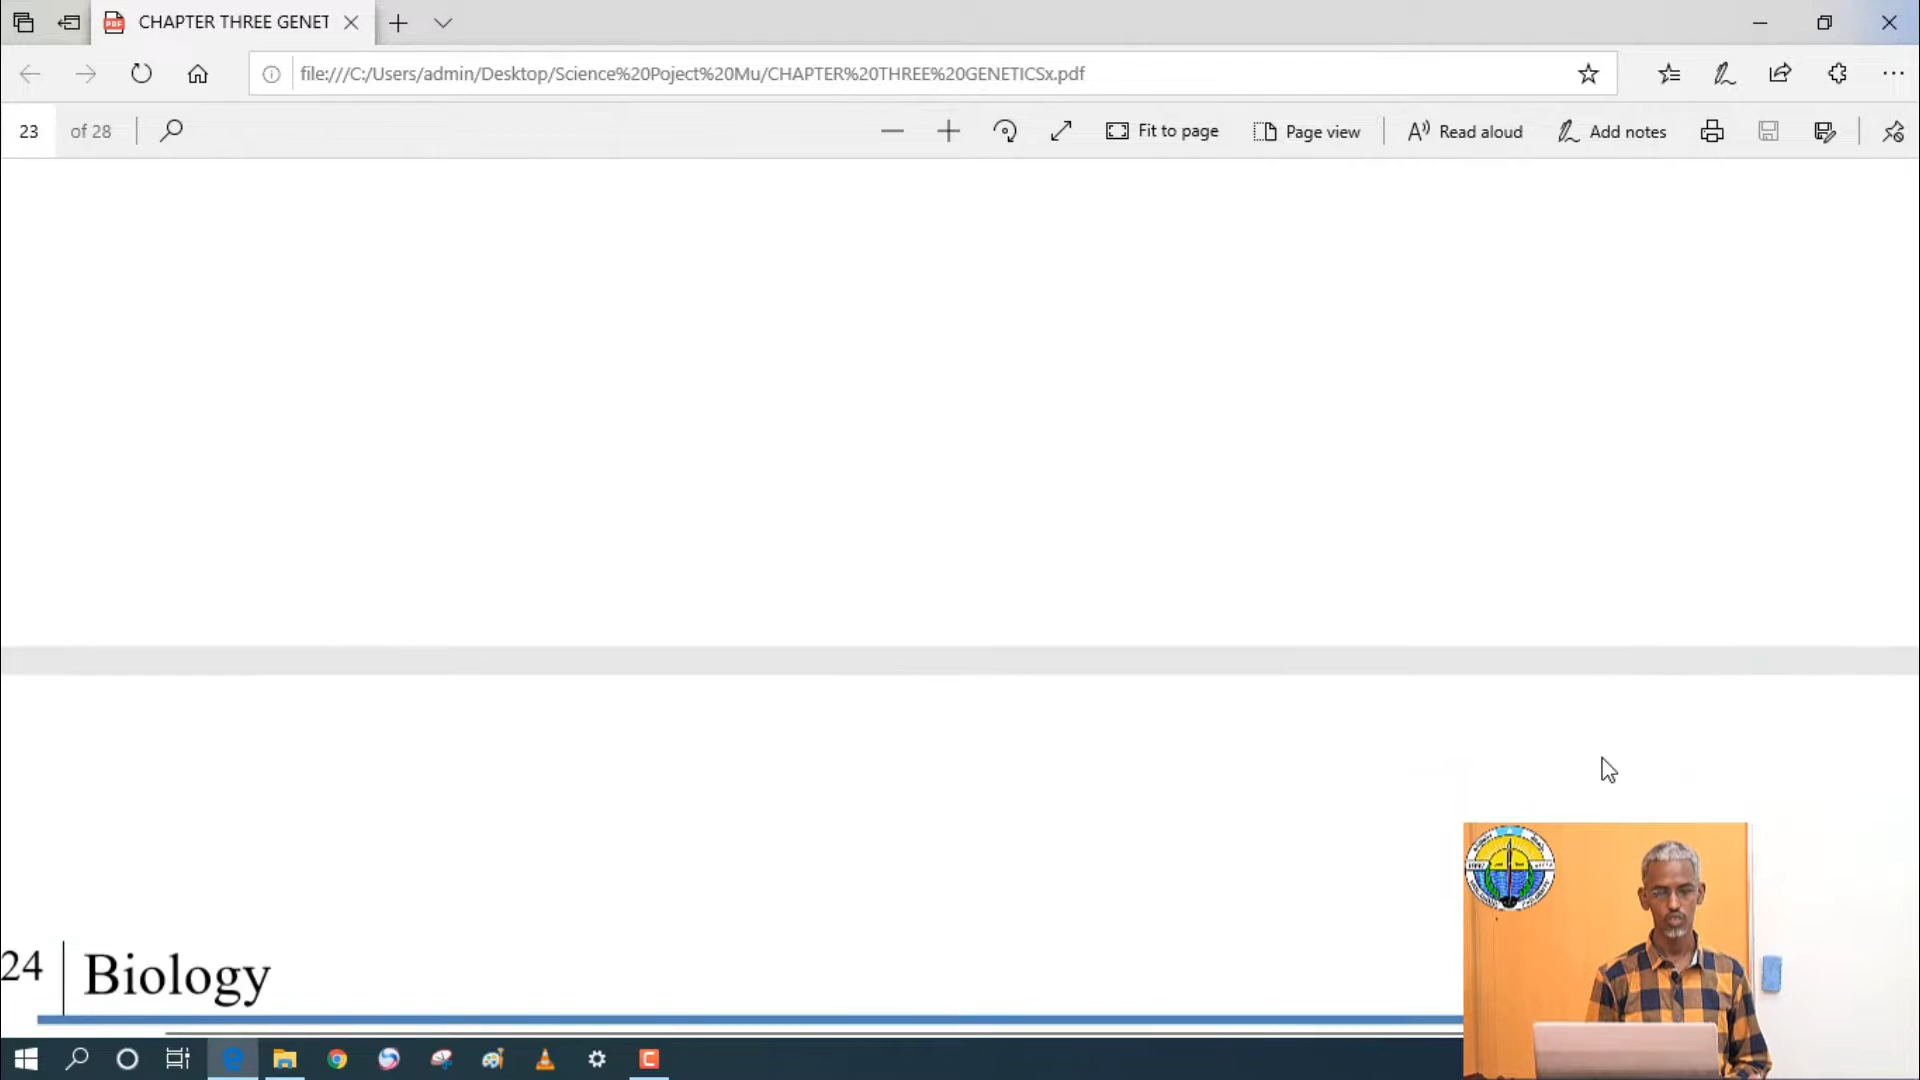 CHAPTER THREE GENET
file:///C:/Users/admin/Desktop/Science%20Poject%20Mu/CHAPTER%20THREE%20GENETICSx.pdf
23 of 28 Fit to page Page view Read aloud Add notes
24 Biology